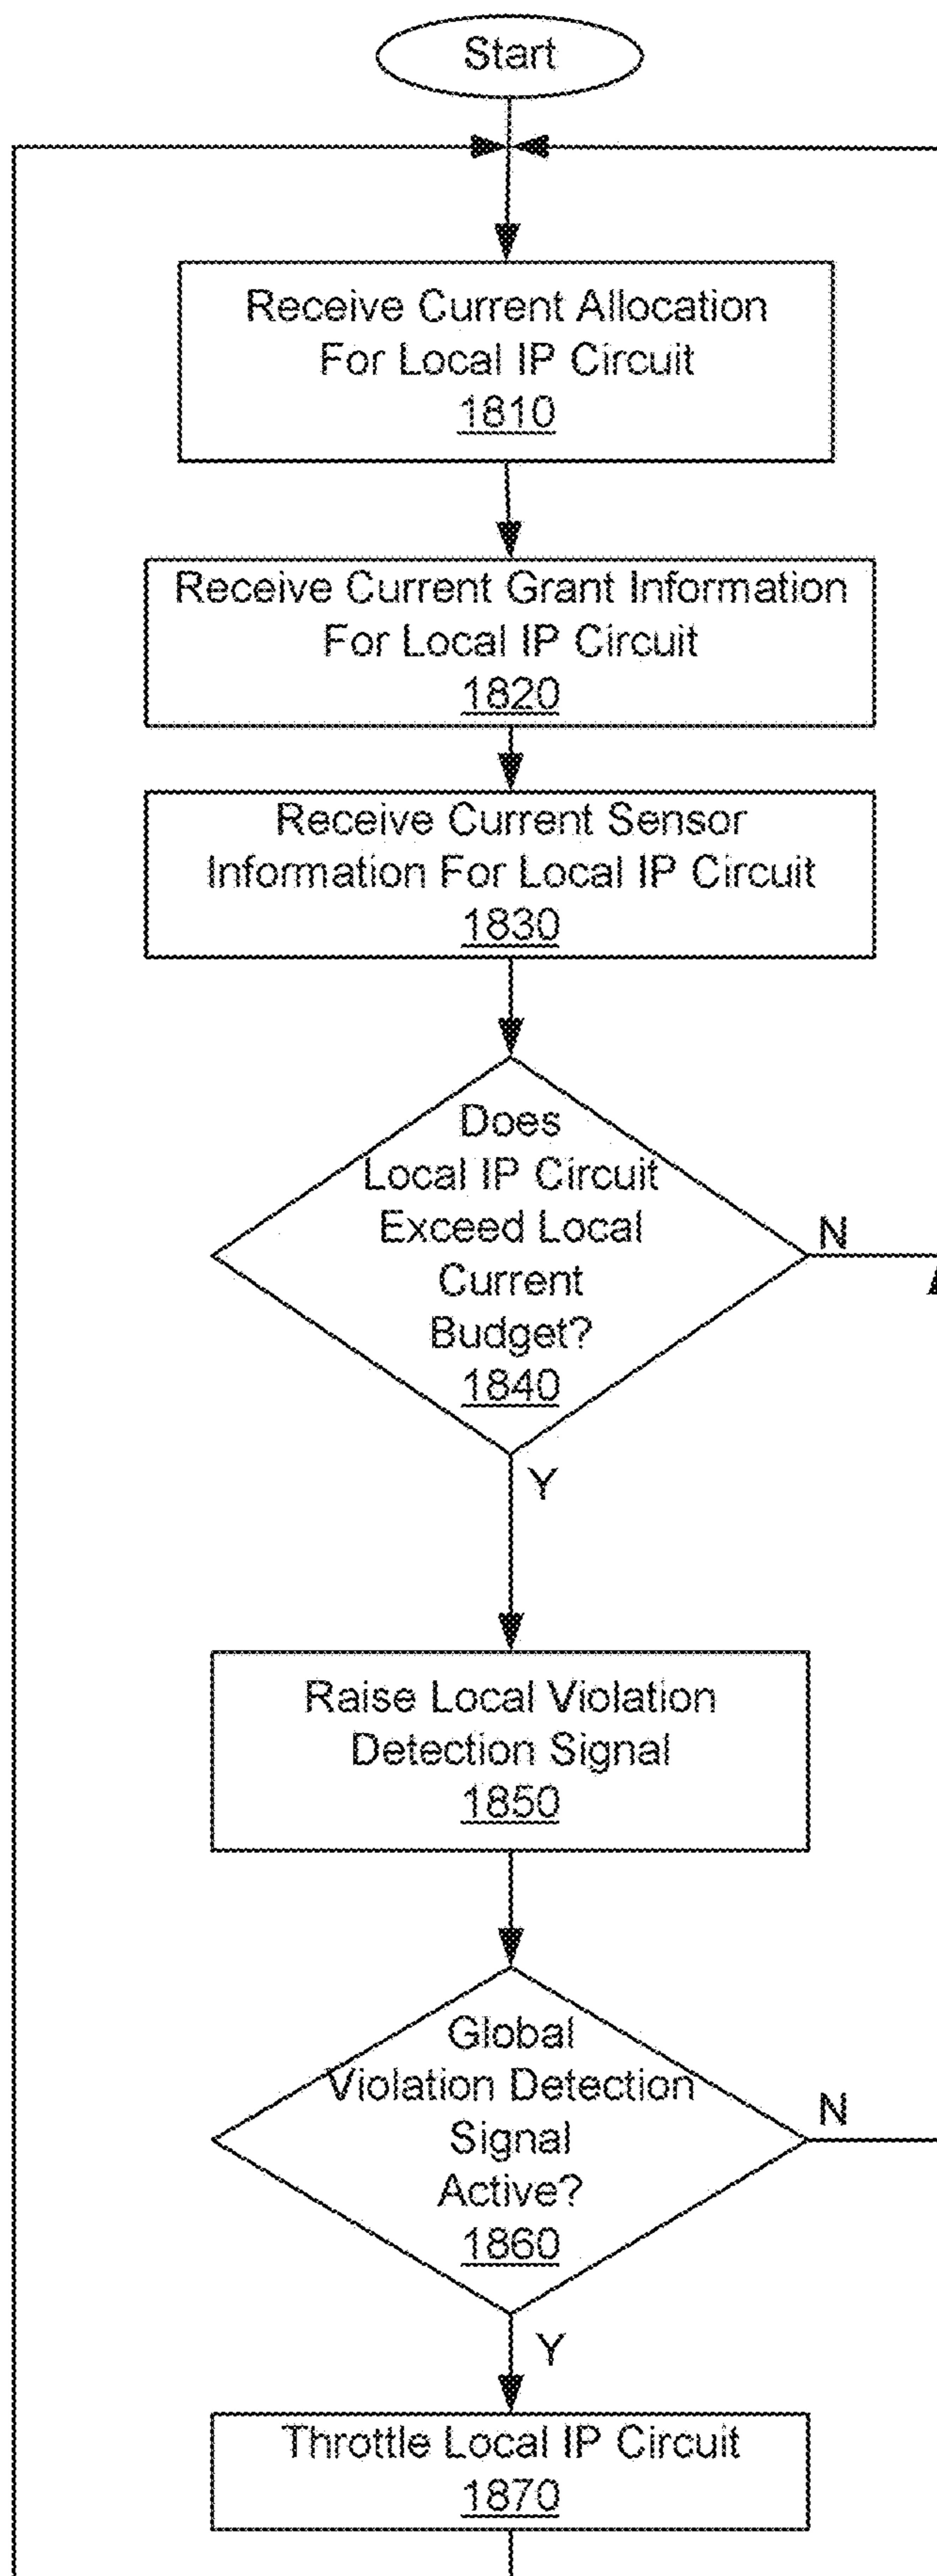 Start
Receive Current Allocation
For Local IP Circuit
1810
Receive Current Grant Information
For Local IP Circuit
1820
Receive Current Sensor
Information For Local IP Circuit
1830
Does
Local IP Circuit
Exceed Local
Current
Budget?
1840
N
Y
Raise Local Violation
Detection Signal
1850
Global
Violation Detection
Signal
Active?
1860
N
Y
Throttle Local IP Circuit
1870